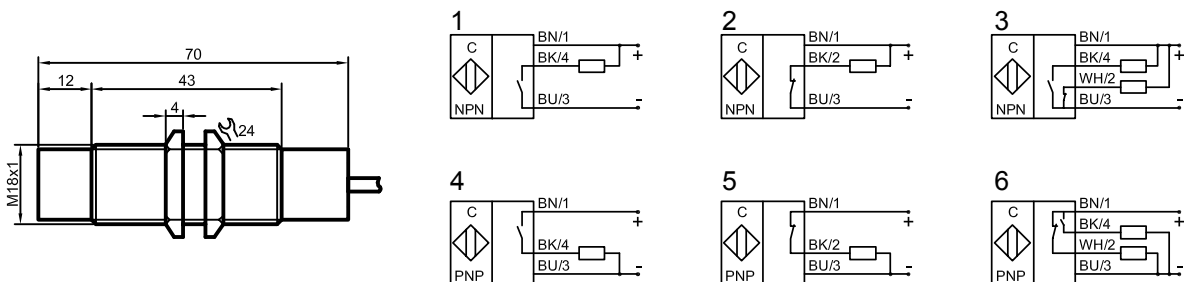 70
12
43
4
24
M18x1
1
C
NPN
BN/1
BK/4
BU/3
+
-
2
C
NPN
BN/1
BK/2
BU/3
+
-
3
C
NPN
BN/1
BK/4
WH/2
BU/3
+
-
4
C
PNP
BN/1
BK/4
BU/3
+
-
5
C
PNP
BN/1
BK/2
BU/3
+
-
6
C
PNP
BN/1
BK/4
WH/2
BU/3
+
-